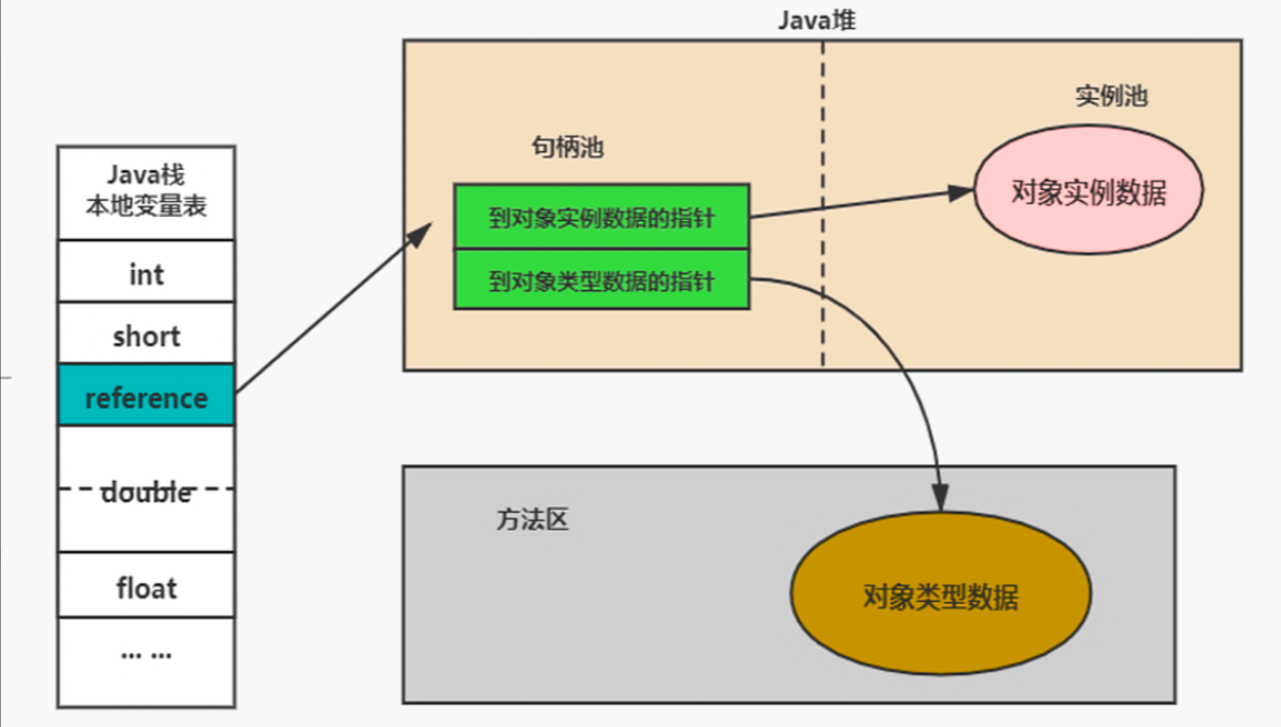 Java堆
实例池
句柄池
Java栈
本地变量表
对象实例数据
到对象实例数据的指针
int
到对象类型数据的指针
short
reference
double
方法区
float
对象类型数据
... ...